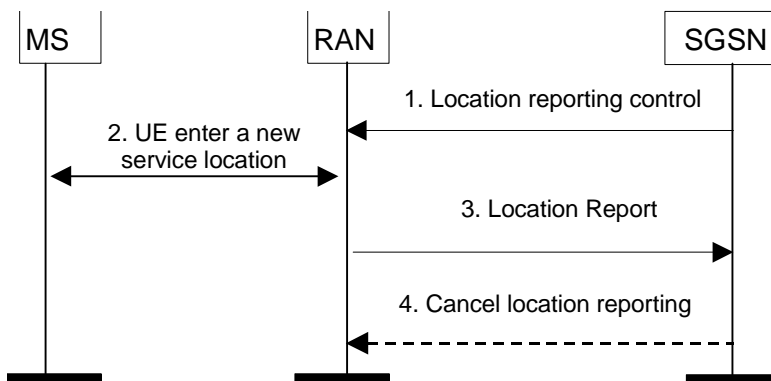 MS
RAN
SGSN
1. Location reporting control
2. UE enter a new
service location
3. Location Report
4. Cancel location reporting